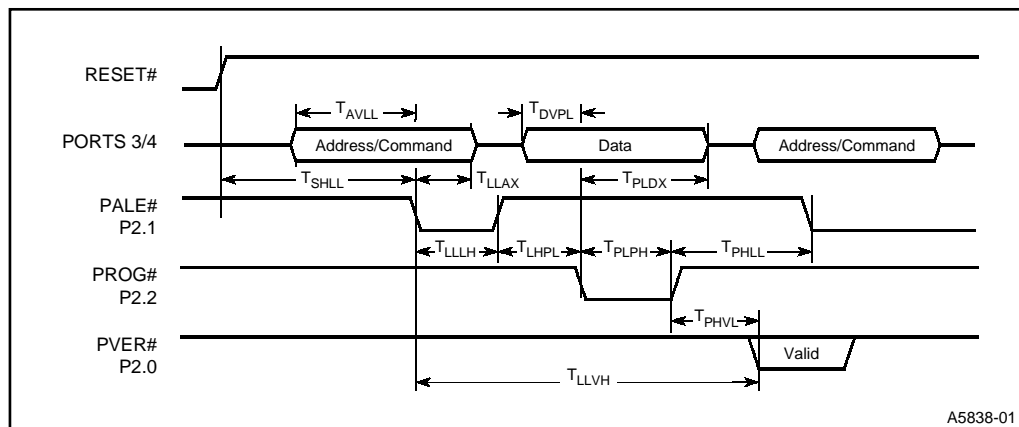 RESET#
T_AVLL
T_DVPL
PORTS 3/4
Address/Command
Data
Address/Command
T_SHLL
T_LLAX
T_PLDX
PALE#
P2.1
T_LLLH
T_LHPL
T_PLPH
T_PHLL
PROG#
P2.2
T_PHVL
PVER#
P2.0
Valid
T_LLVH
A5838-01